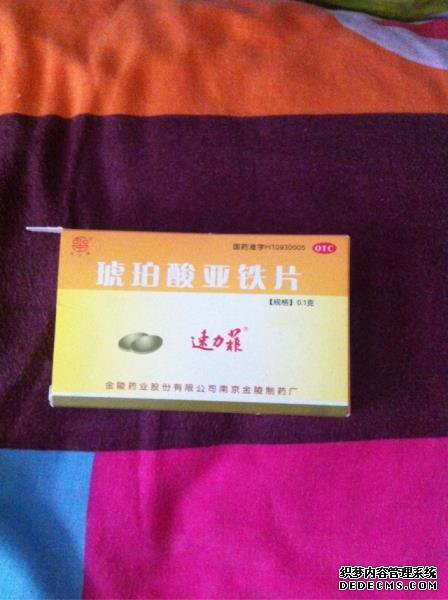 国药准字H10930005 OTC
琥珀酸亚铁片
【规格】0.1克
速力菲®
金陵药业股份有限公司南京金陵制药厂
织梦内容管理系统
DEDECMS.COM